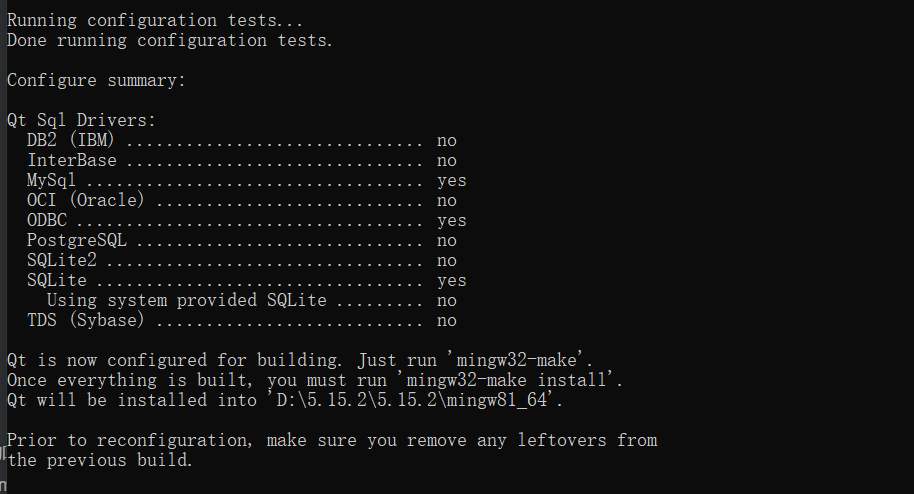 Running configuration tests...
Done running configuration tests.
Configure summary:
Qt Sql Drivers:
DB2 (IBM) .............................. no
InterBase .............................. no
MySql .................................. yes
OCI (Oracle) ........................... no
ODBC ................................... yes
PostgreSQL ............................. no
SQLite2 ................................ no
SQLite ................................. yes
Using system provided SQLite ......... no
TDS (Sybase) ........................... no
Qt is now configured for building. Just run 'mingw32-make'.
Once everything is built, you must run 'mingw32-make install'.
Qt will be installed into 'D:\5.15.2\5.15.2\mingw81_64'.
Prior to reconfiguration, make sure you remove any leftovers from
the previous build.